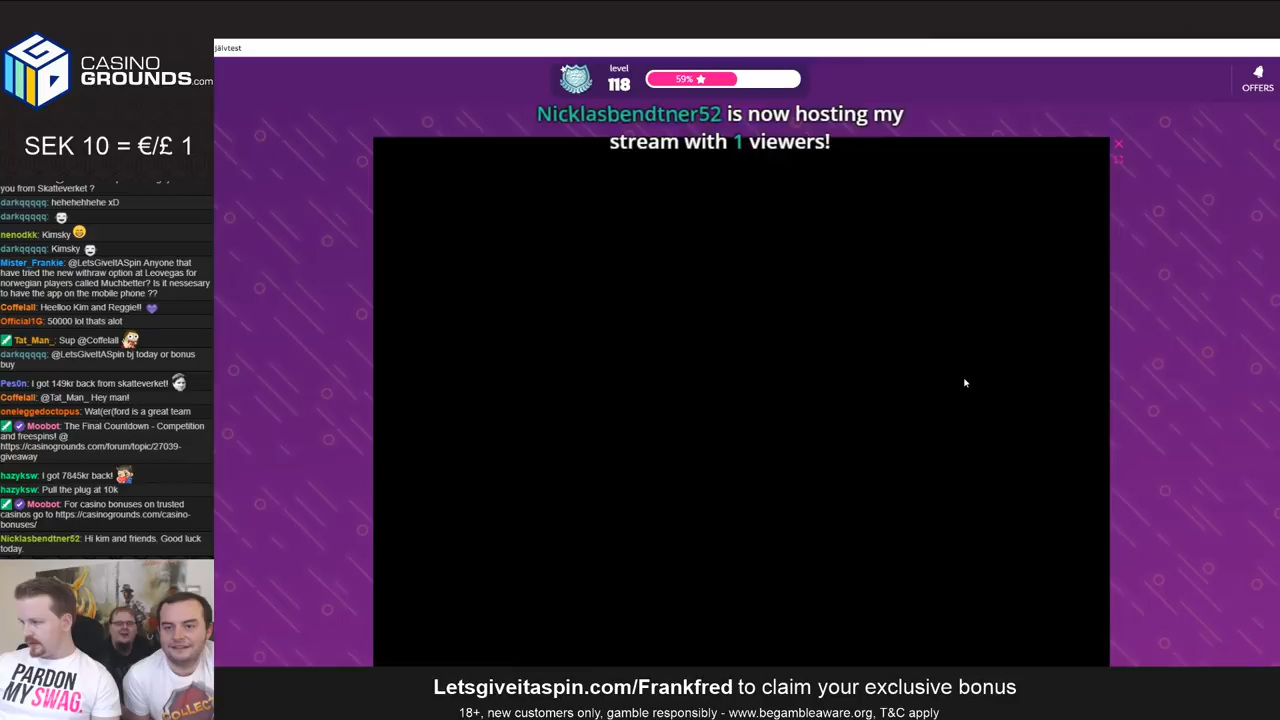 CASINO
GROUNDS.com
SEK 10 = €/£ 1
you from Skatteverket ?
darkqqqqq: hehehehhehe xD
darkqqqqq:
nenodkk: Kimsky
darkqqqqq: Kimsky
Mister_Frankie: @LetsGiveItASpin Anyone that
have tried the new withraw option at Leovegas for
norwegian players called Muchbetter? Is it nessesary
to have the app on the mobile phone ??
Coffelall: Heelloo Kim and Reggie!!
Official1G: 50000 lol thats alot
Tat_Man_: Sup @Coffelall
darkqqqqq: @LetsGiveItASpin bj today or bonus
buy
Pes0n: I got 149kr back from skatteverket!
Coffelall: @Tat_Man_ Hey man!
oneleggedoctopus: Wat(er(ford is a great team
Moobot: The Final Countdown - Competition
and freespins! @
https://casinogrounds.com/forum/topic/27039-
giveaway
hazyksw: I got 7845kr back!
hazyksw: Pull the plug at 10k
Moobot: For casino bonuses on trusted
casinos go to https://casinogrounds.com/casino-
bonuses/
Nicklasbendtner52: Hi kim and friends. Good luck
today.
PARDON
MY SWAG.
COLLEC
jälvtest
level
118
59%
OFFERS
Nicklasbendtner52 is now hosting my
stream with 1 viewers!
Letsgiveitaspin.com/Frankfred to claim your exclusive bonus
18+, new customers only, gamble responsibly - www.begambleaware.org, T&C apply